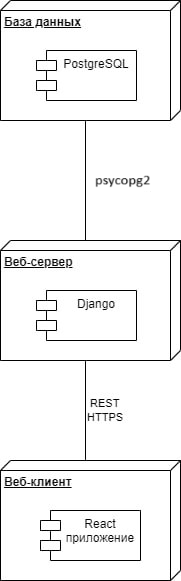 База данных
PostgreSQL
psycopg2
Веб-сервер
Django
REST
HTTPS
Веб-клиент
React
приложение